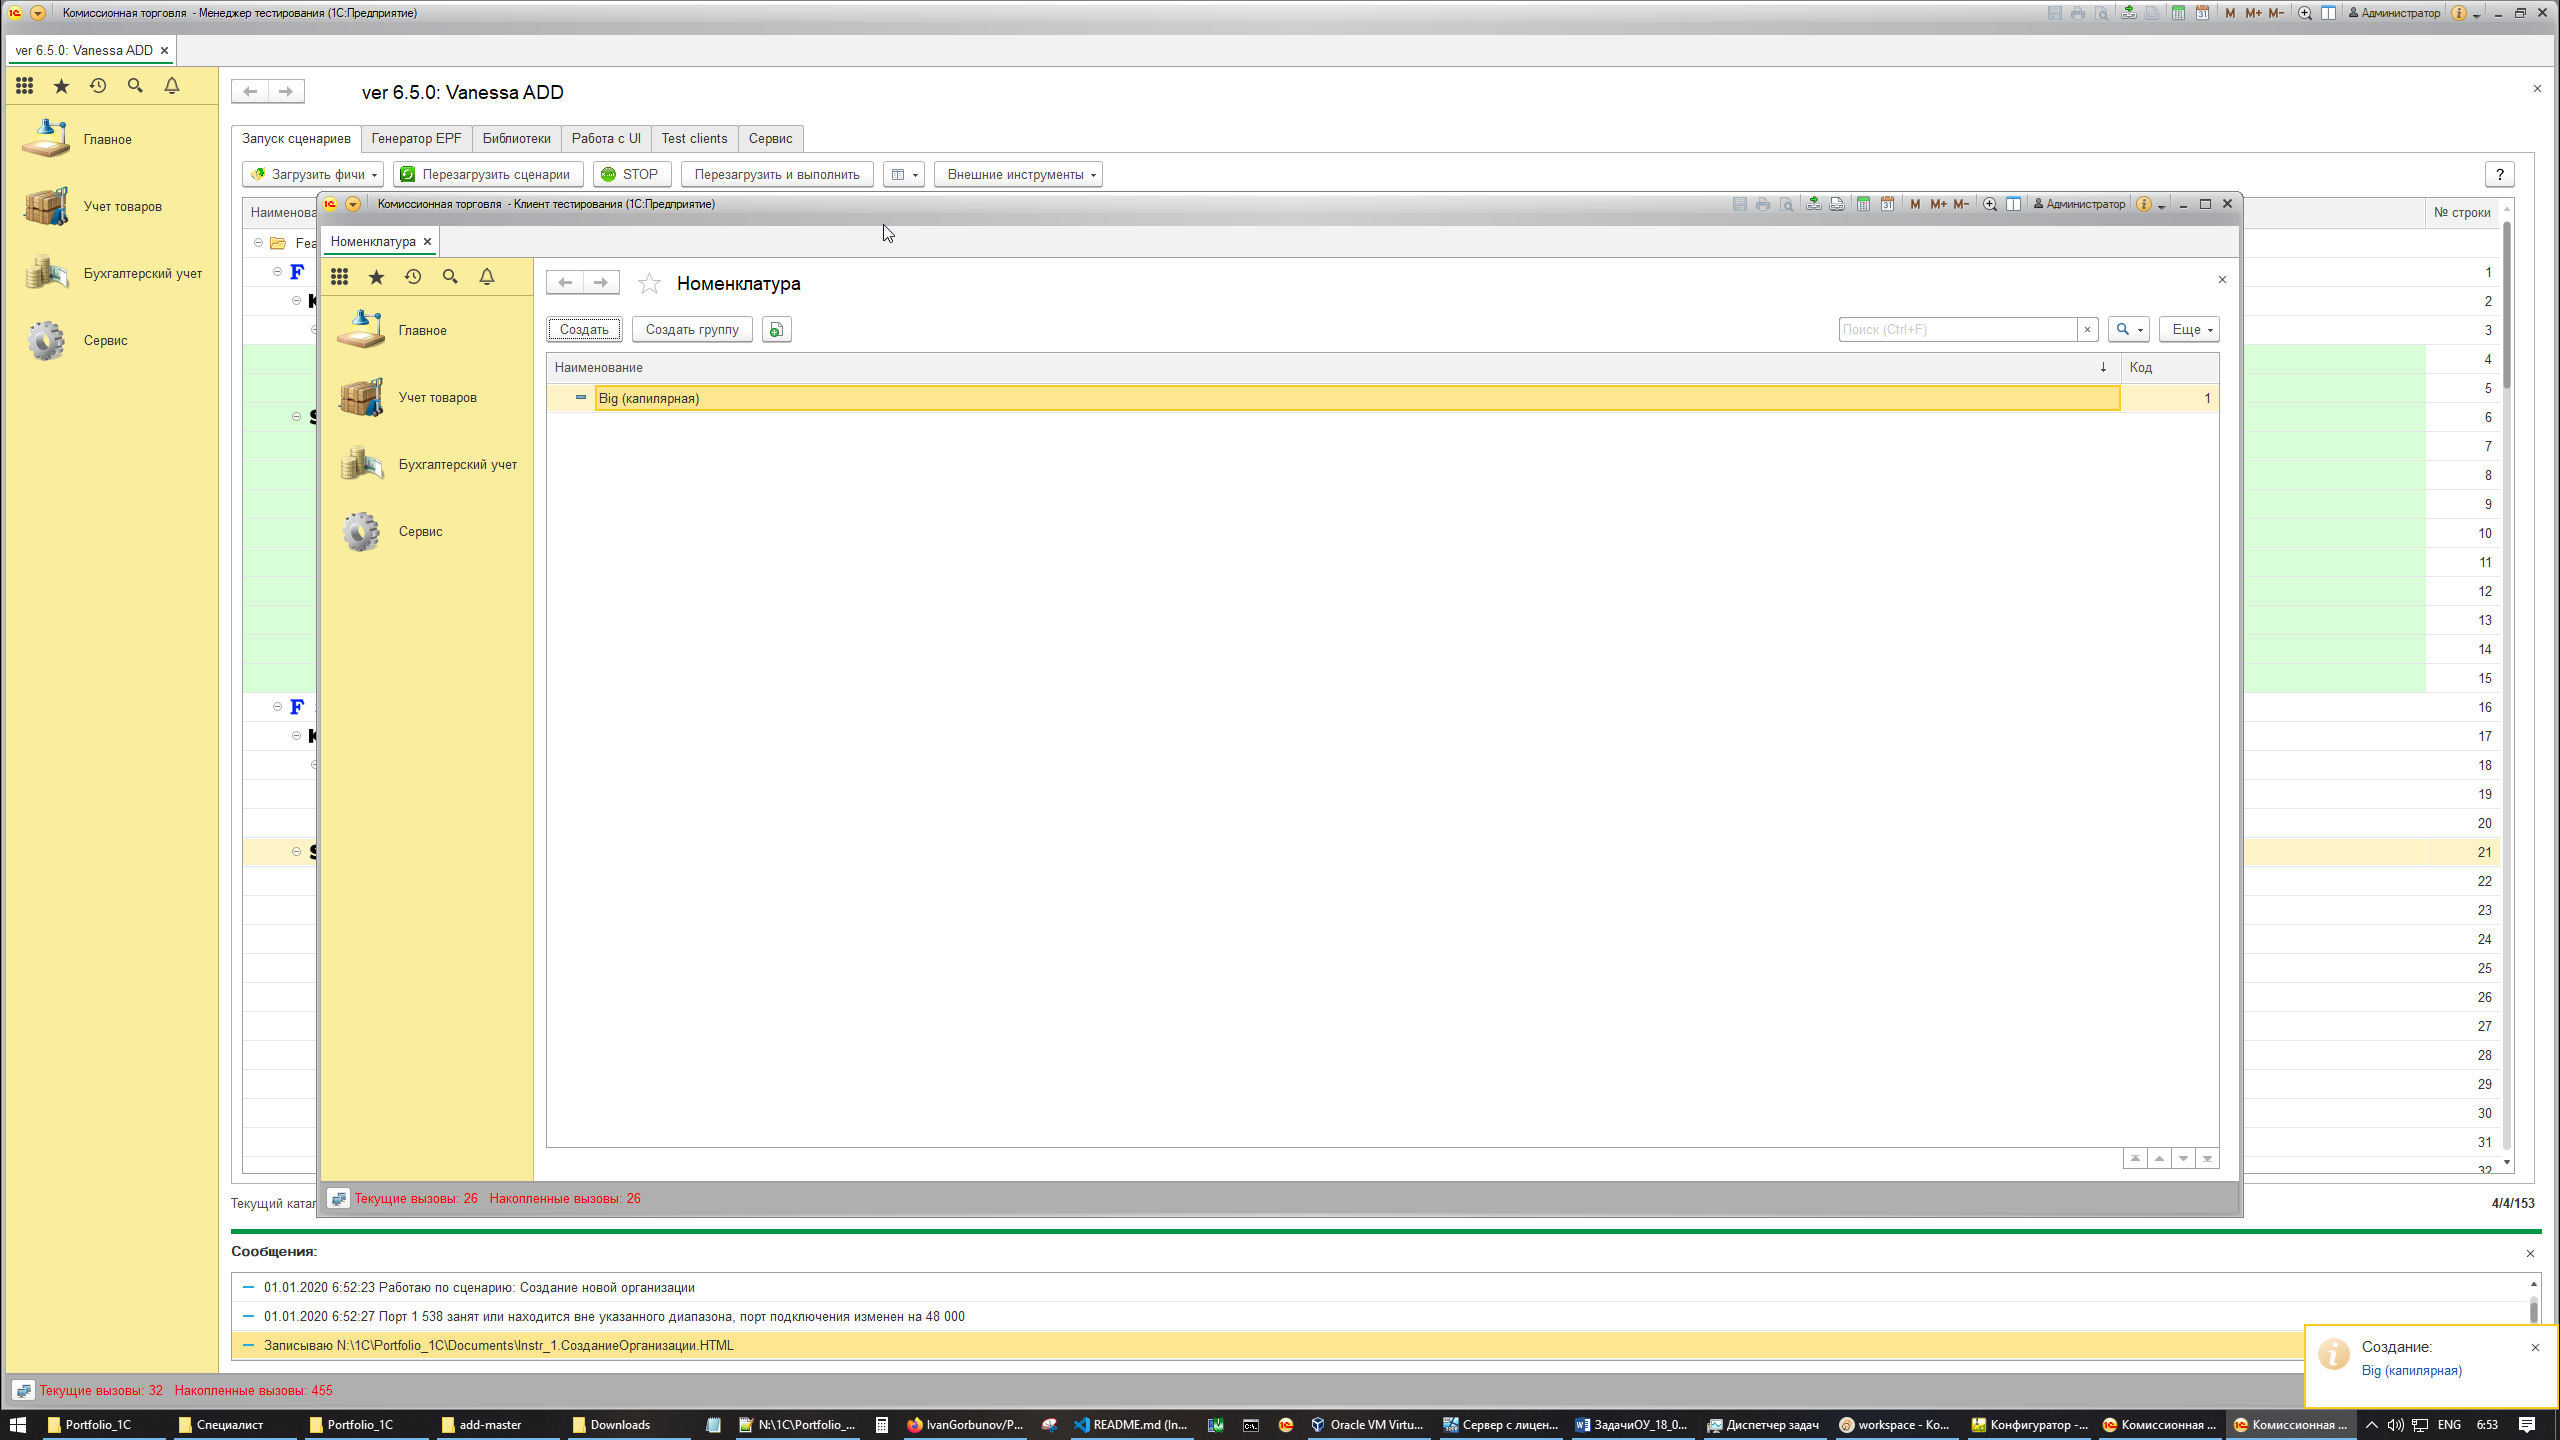 Комиссионная торговля - Менеджер тестирования (1С:Предприятие)
M M+ M- Администратор
ver 6.5.0: Vanessa ADD
ver 6.5.0: Vanessa ADD
Главное
Учет товаров
Бухгалтерский учет
Сервис
Запуск сценариев Генератор EPF Библиотеки Работа с UI Test clients Сервис
Загрузить фичи Перезагрузить сценарии STOP Перезагрузить и выполнить Внешние инструменты ?
№ строки
Комиссионная торговля - Клиент тестирования (1С:Предприятие)
M M+ M- Администратор
Номенклатура
Номенклатура
Главное
Учет товаров
Бухгалтерский учет
Сервис
Создать Создать группу Поиск (Ctrl+F) Еще
Наименование Код
Big (капилярная) 1
Текущие вызовы: 26 Накопленные вызовы: 26
F
F
1
2
3
4
5
6
7
8
9
10
11
12
13
14
15
16
17
18
19
20
21
22
23
24
25
26
27
28
29
30
31
32
4/4/153
Сообщения:
01.01.2020 6:52:23 Работаю по сценарию: Создание новой организации
01.01.2020 6:52:27 Порт 1 538 занят или находится вне указанного диапазона, порт подключения изменен на 48 000
Записываю N:\1C\Portfolio_1C\Documents\Instr_1.СозданиеОрганизации.HTML
Создание:
Big (капилярная)
Текущие вызовы: 32 Накопленные вызовы: 455
Portfolio_1C Специалист Portfolio_1C add-master Downloads N:\1C\Portfolio_... IvanGorbunov/P... README.md (In... Oracle VM Virtu... Сервер с лицен... ЗадачиОУ_18_0... Диспетчер задач workspace - Ко... Конфигуратор -... Комиссионная ... Комиссионная ... ENG 6:53